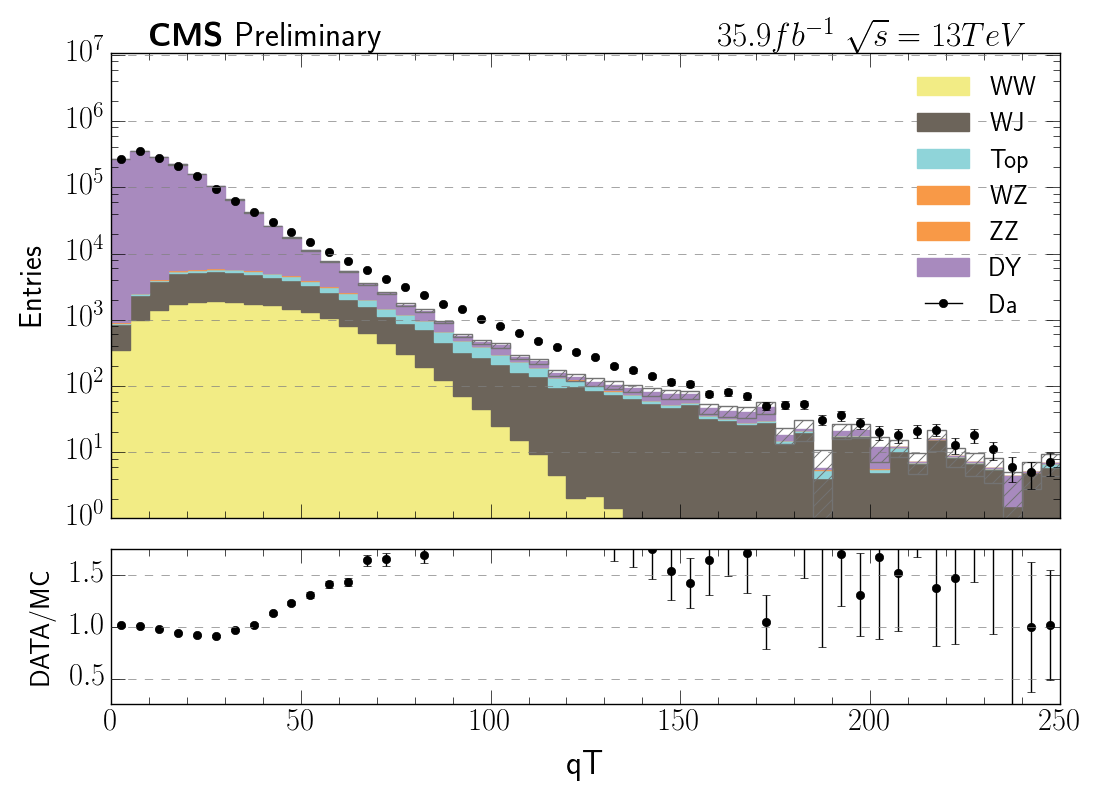 CMS Preliminary
35.9fb⁻¹ √s = 13TeV
10⁷
10⁶
10⁵
10⁴
10³
10²
10¹
10⁰
Entries
WW
WJ
Top
WZ
ZZ
DY
Da
1.5
1.0
0.5
DATA/MC
0 50 100 150 200 250
qT